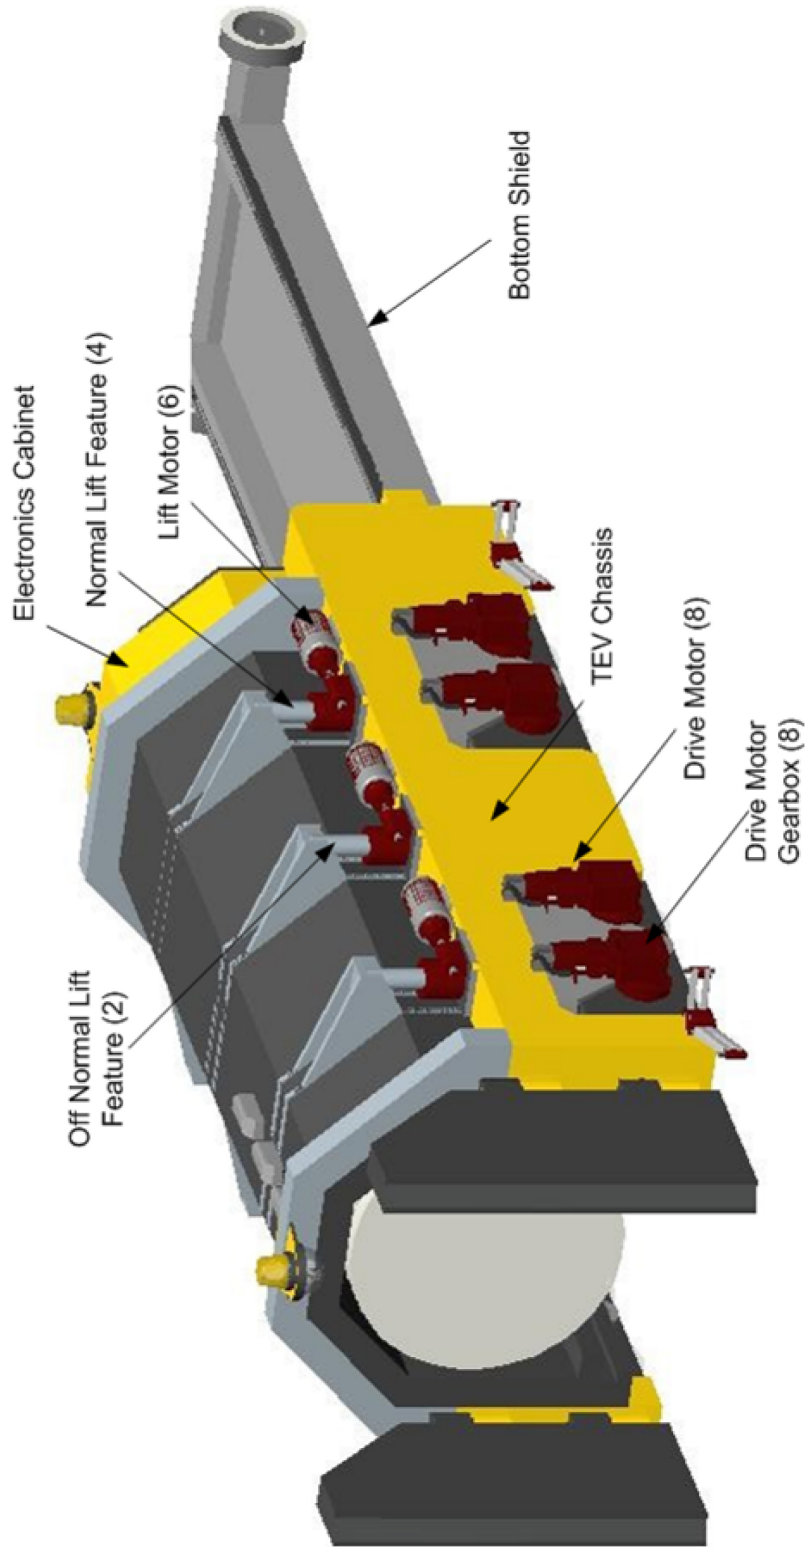 Electronics Cabinet
Normal Lift Feature (4)
Lift Motor (6)
Bottom Shield
Off Normal Lift
Feature (2)
TEV Chassis
Drive Motor (8)
Drive Motor
Gearbox (8)